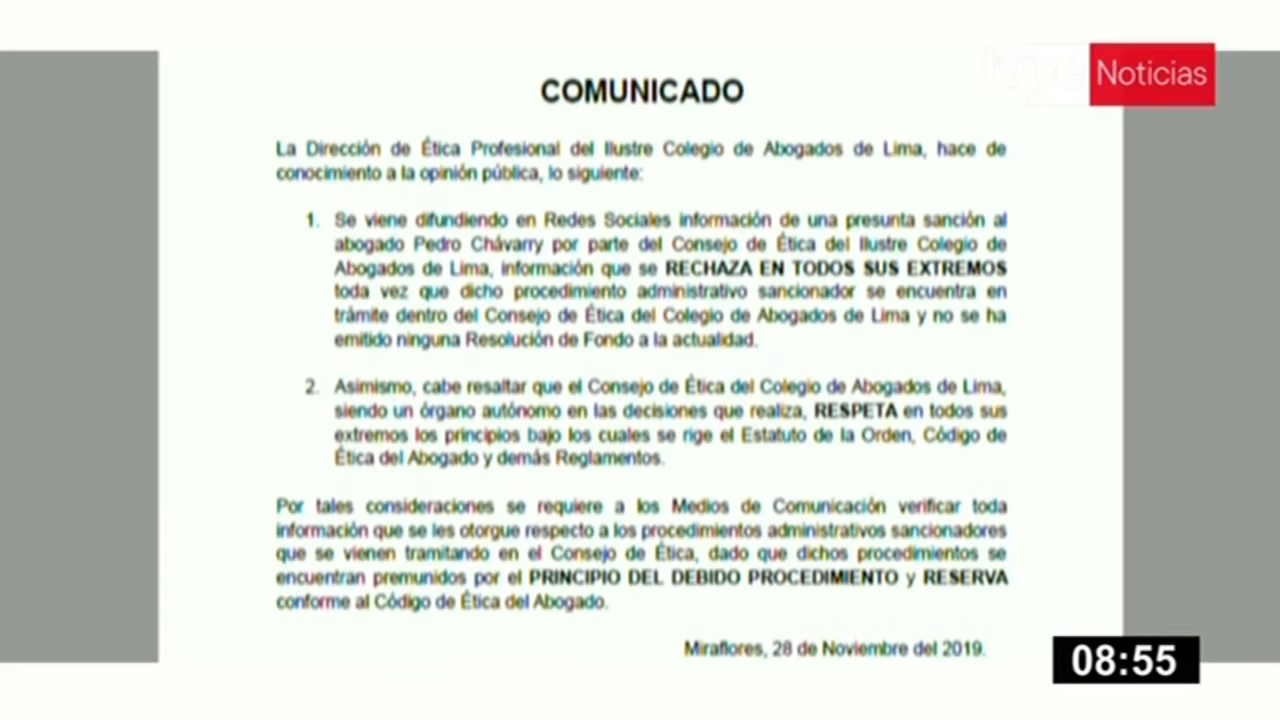 COMUNICADO
Noticias
La Dirección de Ética Profesional del Ilustre Colegio de Abogados de Lima, hace de
conocimiento a la opinión pública, lo siguiente:
1. Se viene difundiendo en Redes Sociales información de una presunta sanción al
abogado Pedro Chávarry por parte del Consejo de Ética del Ilustre Colegio de
Abogados de Lima, información que se RECHAZA EN TODOS SUS EXTREMOS
toda vez que dicho procedimiento administrativo sancionador se encuentra en
trámite dentro del Consejo de Ética del Colegio de Abogados de Lima y no se ha
emitido ninguna Resolución de Fondo a la actualidad.
2. Asimismo, cabe resaltar que el Consejo de Ética del Colegio de Abogados de Lima,
siendo un órgano autónomo en las decisiones que realiza, RESPETA en todos sus
extremos los principios bajo los cuales se rige el Estatuto de la Orden, Código de
Ética del Abogado y demás Reglamentos.
Por tales consideraciones se requiere a los Medios de Comunicación verificar toda
información que se les otorgue respecto a los procedimientos administrativos sancionadores
que se vienen tramitando en el Consejo de Ética, dado que dichos procedimientos se
encuentran premunidos por el PRINCIPIO DEL DEBIDO PROCEDIMIENTO y RESERVA
conforme al Código de Ética del Abogado.
Miraflores, 28 de Noviembre del 2019.
08:55